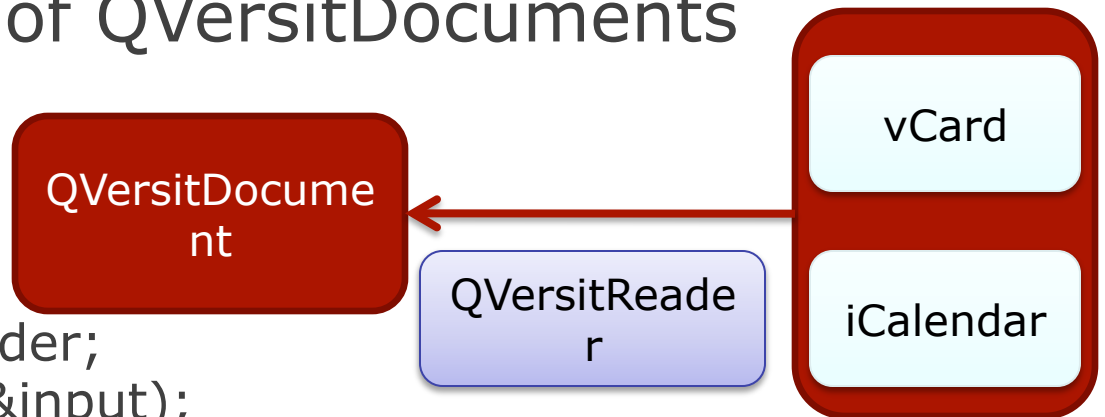 of QVersitDocuments
vCard
QVersitDocume
nt
QVersitReade
r
iCalendar
der;
&input);